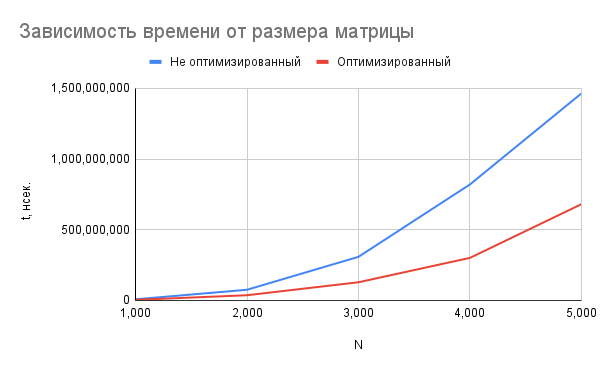 Зависимость времени от размера матрицы
Не оптимизированный Оптимизированный
1,500,000,000
1,000,000,000
500,000,000
0
t, нсек.
1,000 2,000 3,000 4,000 5,000
N